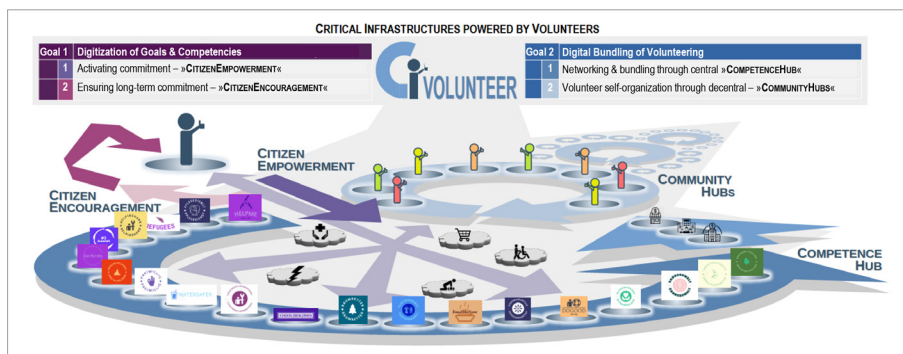 CRITICAL INFRASTRUCTURES POWERED BY VOLUNTEERS
Goal 1 Digitization of Goals & Competencies
1 Activating commitment – »CITIZENEMPOWERMENT«
2 Ensuring long-term commitment – »CITIZENENCOURAGEMENT«
Ci VOLUNTEER
Goal 2 Digital Bundling of Volunteering
1 Networking & bundling through central »COMPETENCEHUB«
2 Volunteer self-organization through decentral – »COMMUNITYHUBS«
CITIZEN
EMPOWERMENT
CITIZEN
ENCOURAGEMENT
COMMUNITY
HUBS
COMPETENCE
HUB
REFUGEES